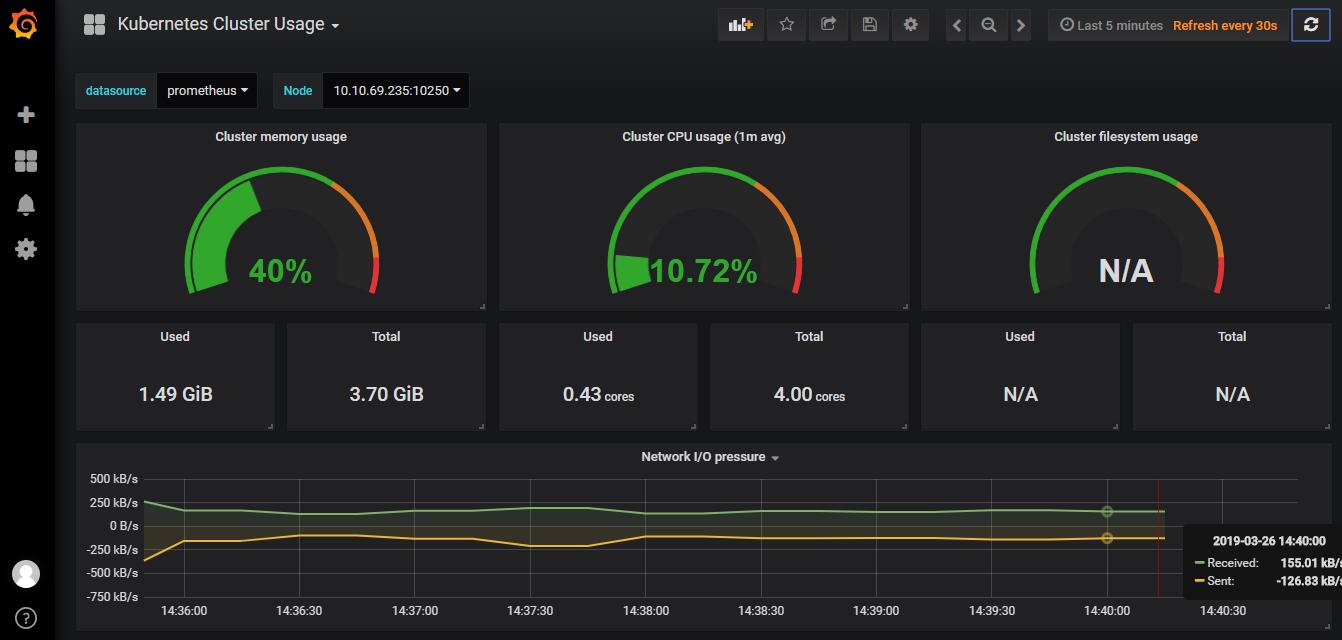 Kubernetes Cluster Usage
Last 5 minutes Refresh every 30s
datasource prometheus Node 10.10.69.235:10250
Cluster memory usage
40%
Cluster CPU usage (1m avg)
10.72%
Cluster filesystem usage
N/A
Used
1.49 GiB
Total
3.70 GiB
Used
0.43 cores
Total
4.00 cores
Used
N/A
Total
N/A
Network I/O pressure
500 kB/s
250 kB/s
0 B/s
-250 kB/s
-500 kB/s
-750 kB/s
14:36:00 14:36:30 14:37:00 14:37:30 14:38:00 14:38:30 14:39:00 14:39:30 14:40:00 14:40:30
2019-03-26 14:40:00
Received: 155.01 kB/s
Sent: -126.83 kB/s
?